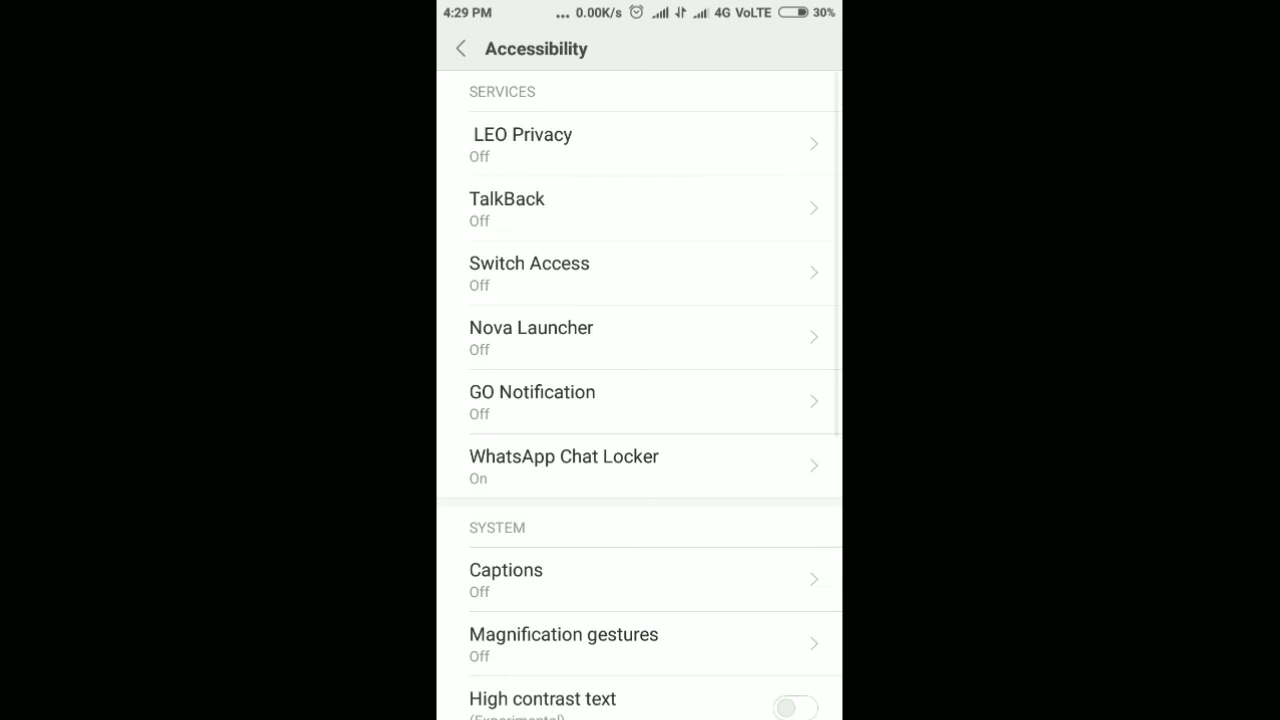 4:29 PM ... 0.00K/s 4G VoLTE 30%
Accessibility
SERVICES
LEO Privacy
Off
TalkBack
Off
Switch Access
Off
Nova Launcher
Off
GO Notification
Off
WhatsApp Chat Locker
On
SYSTEM
Captions
Off
Magnification gestures
Off
High contrast text
(Experimental)